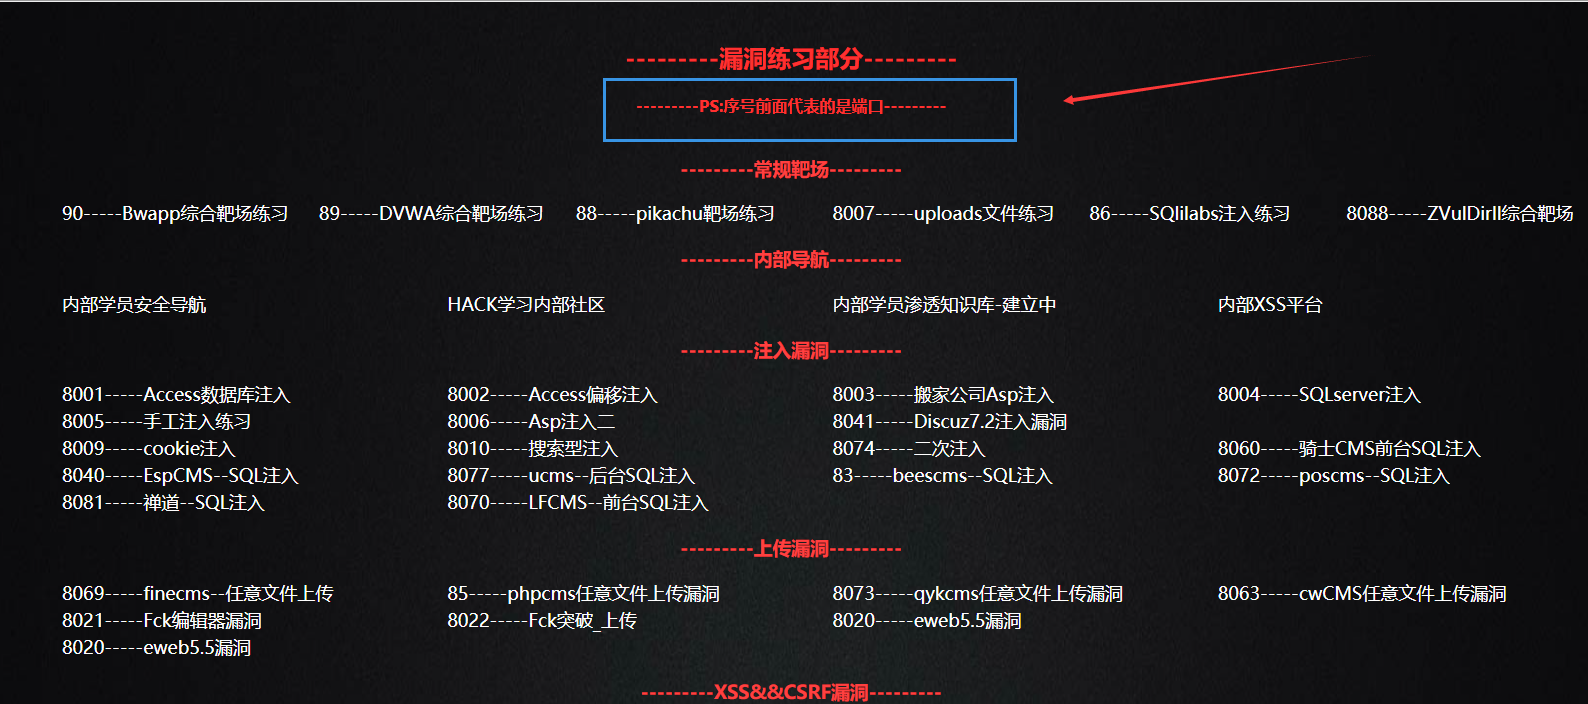 ---------漏洞练习部分---------
---------PS:序号前面代表的是端口---------
---------常规靶场---------
90-----Bwapp综合靶场练习 89-----DVWA综合靶场练习 88-----pikachu靶场练习 8007-----uploads文件练习 86-----SQlilabs注入练习 8088-----ZVulDirll综合靶场
---------内部导航---------
内部学员安全导航 HACK学习内部社区 内部学员渗透知识库-建立中 内部XSS平台
---------注入漏洞---------
8001-----Access数据库注入 8002-----Access偏移注入 8003-----搬家公司Asp注入 8004-----SQLserver注入
8005-----手工注入练习 8006-----Asp注入二 8041-----Discuz7.2注入漏洞
8009-----cookie注入 8010-----搜索型注入 8074-----二次注入 8060-----骑士CMS前台SQL注入
8040-----EspCMS--SQL注入 8077-----ucms--后台SQL注入 83-----beescms--SQL注入 8072-----poscms--SQL注入
8081-----禅道--SQL注入 8070-----LFCMS--前台SQL注入
---------上传漏洞---------
8069-----finecms--任意文件上传 85-----phpcms任意文件上传漏洞 8073-----qykcms任意文件上传漏洞 8063-----cwCMS任意文件上传漏洞
8021-----Fck编辑器漏洞 8022-----Fck突破_上传 8020-----eweb5.5漏洞
8020-----eweb5.5漏洞
---------XSS&&CSRF漏洞---------